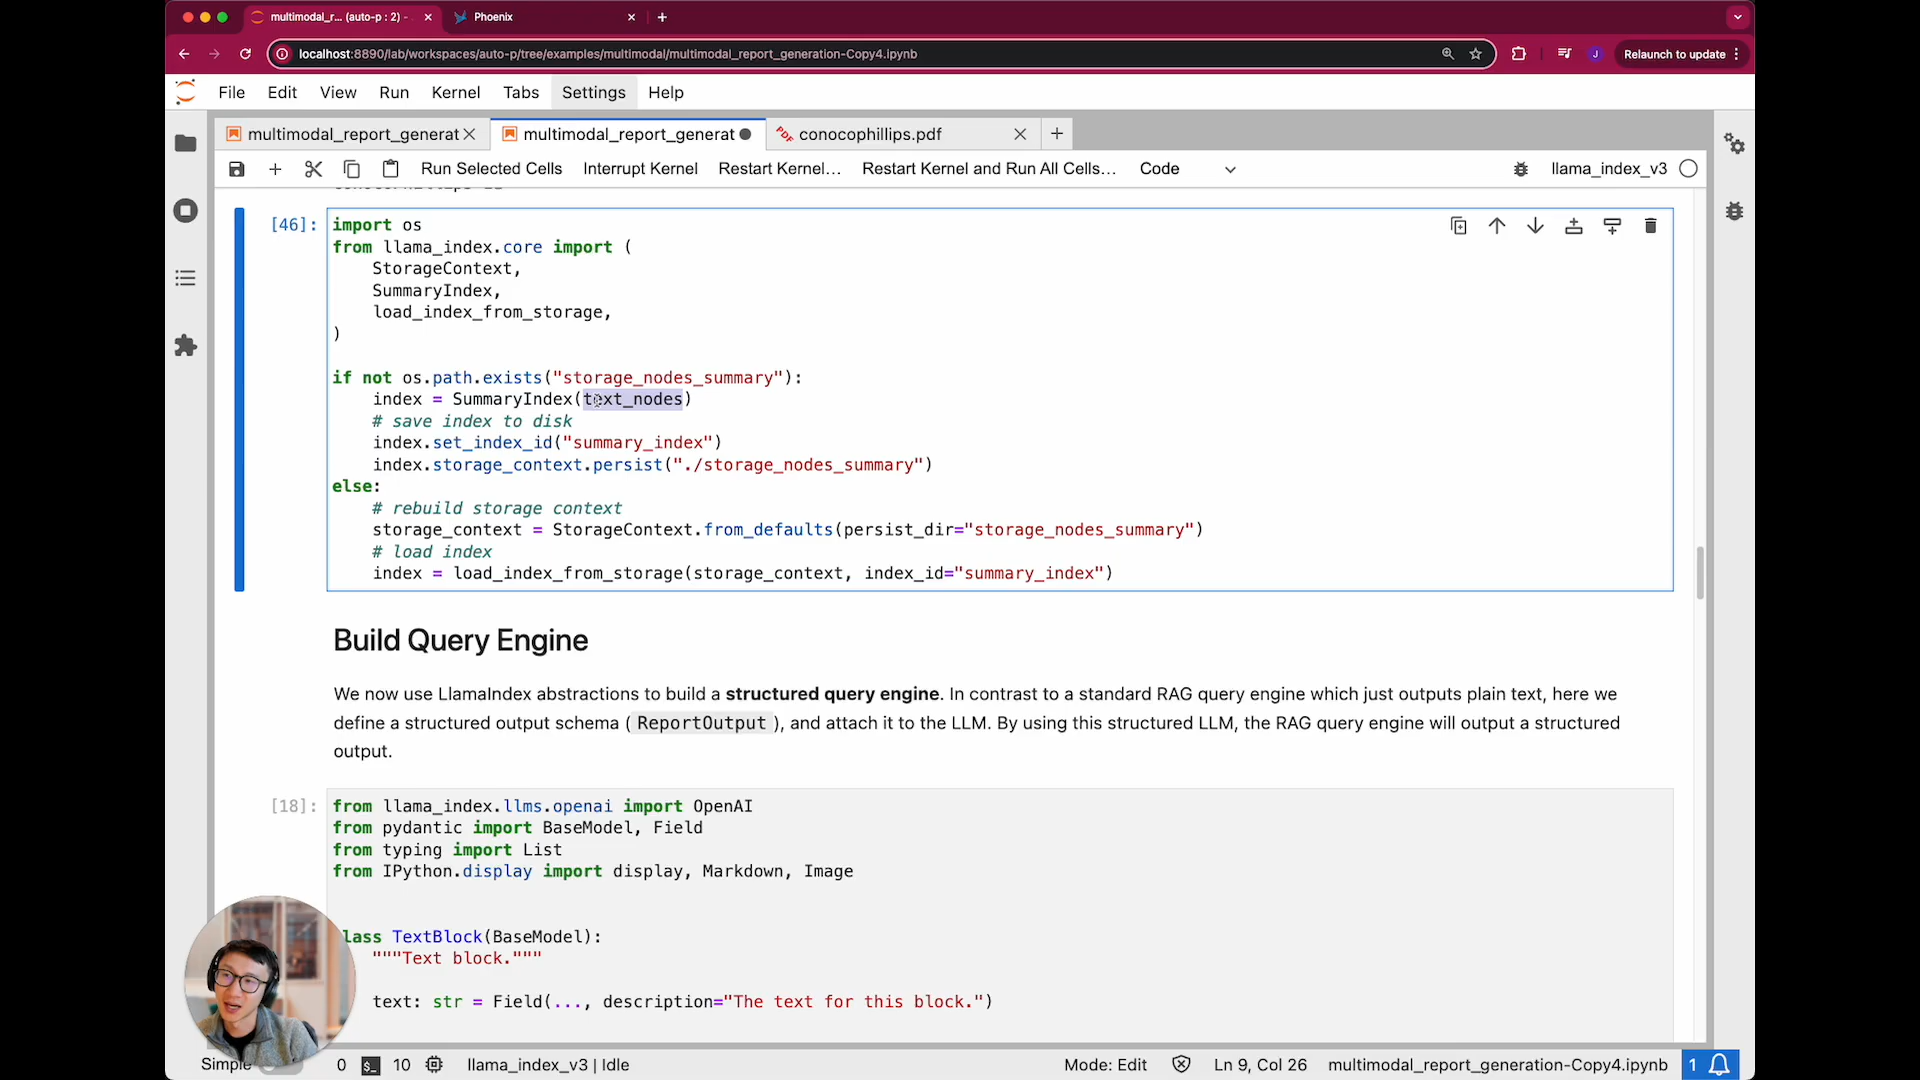 multimodal_r... (auto-p : 2) -
Phoenix
localhost:8890/lab/workspaces/auto-p/tree/examples/multimodal/multimodal_report_generation-Copy4.ipynb
Relaunch to update
File Edit View Run Kernel Tabs Settings Help
multimodal_report_generat
multimodal_report_generat
conocophillips.pdf
Run Selected Cells Interrupt Kernel Restart Kernel... Restart Kernel and Run All Cells... Code
llama_index_v3
[46]:
import os
from llama_index.core import (
    StorageContext,
    SummaryIndex,
    load_index_from_storage,
)
if not os.path.exists("storage_nodes_summary"):
    index = SummaryIndex(text_nodes)
    # save index to disk
    index.set_index_id("summary_index")
    index.storage_context.persist("./storage_nodes_summary")
else:
    # rebuild storage context
    storage_context = StorageContext.from_defaults(persist_dir="storage_nodes_summary")
    # load index
    index = load_index_from_storage(storage_context, index_id="summary_index")
Build Query Engine
We now use LlamaIndex abstractions to build a structured query engine. In contrast to a standard RAG query engine which just outputs plain text, here we
define a structured output schema (ReportOutput), and attach it to the LLM. By using this structured LLM, the RAG query engine will output a structured
output.
[18]:
from llama_index.llms.openai import OpenAI
from pydantic import BaseModel, Field
from typing import List
from IPython.display import display, Markdown, Image
lass TextBlock(BaseModel):
    """Text block."""
    text: str = Field(..., description="The text for this block.")
Simple 0 10 llama_index_v3 | Idle Mode: Edit Ln 9, Col 26 multimodal_report_generation-Copy4.ipynb 1